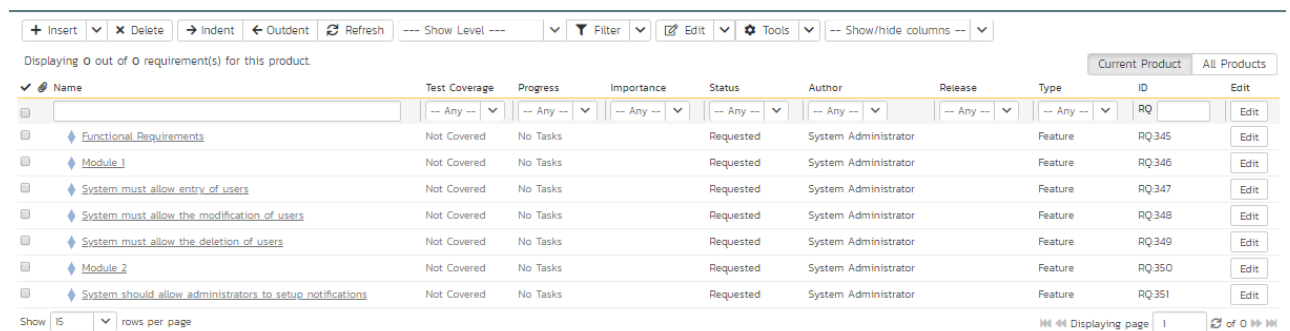 Insert Delete Indent Outdent Refresh --- Show Level --- Filter Edit Tools -- Show/hide columns --
Displaying 0 out of 0 requirement(s) for this product. Current Product All Products
Name Test Coverage Progress Importance Status Author Release Type ID Edit
-- Any -- -- Any -- -- Any -- -- Any -- -- Any -- -- Any -- -- Any -- RQ Edit
Functional Requirements Not Covered No Tasks Requested System Administrator Feature RQ:345 Edit
Module 1 Not Covered No Tasks Requested System Administrator Feature RQ:346 Edit
System must allow entry of users Not Covered No Tasks Requested System Administrator Feature RQ:347 Edit
System must allow the modification of users Not Covered No Tasks Requested System Administrator Feature RQ:348 Edit
System must allow the deletion of users Not Covered No Tasks Requested System Administrator Feature RQ:349 Edit
Module 2 Not Covered No Tasks Requested System Administrator Feature RQ:350 Edit
System should allow administrators to setup notifications Not Covered No Tasks Requested System Administrator Feature RQ:351 Edit
Show 15 rows per page Displaying page 1 of 0